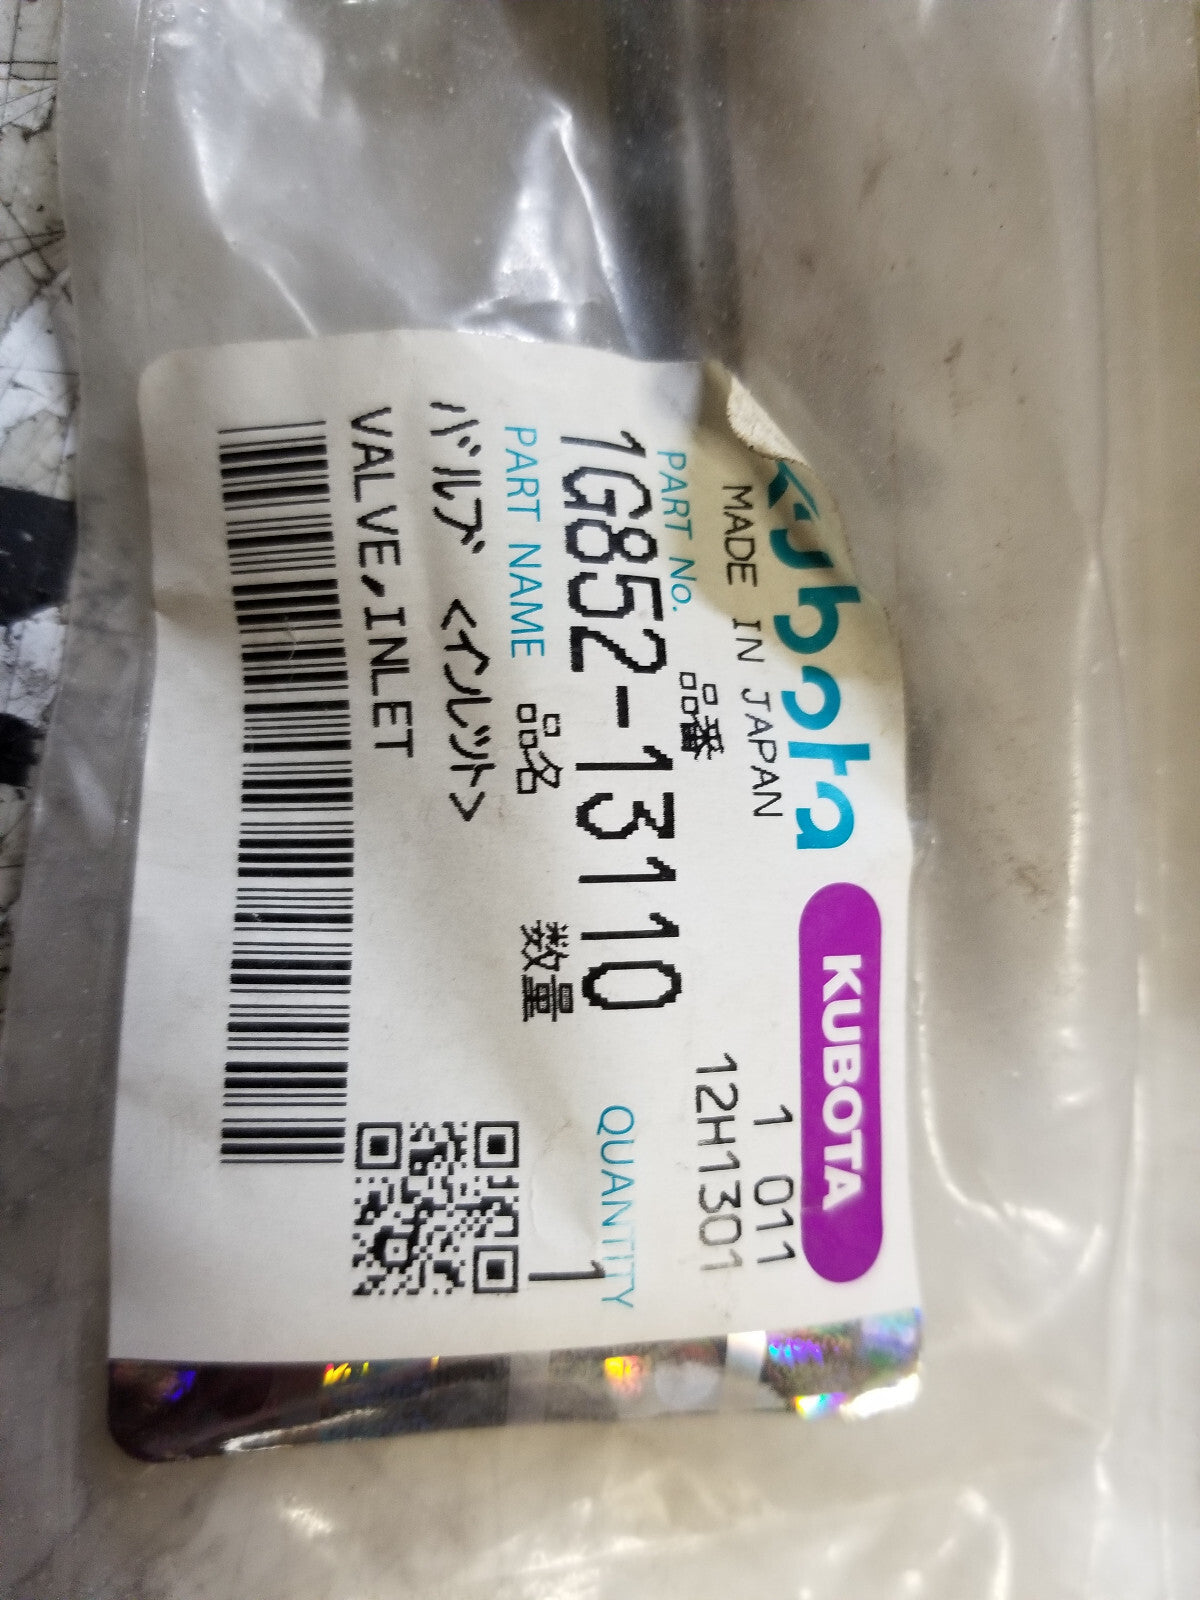 Kubota KUBOTA
MADE IN JAPAN 1 011
PART No. 品番 12H1301
1G852-13110
PART NAME 品名 数量 QUANTITY
バルブ <インレット> 1
VALVE,INLET